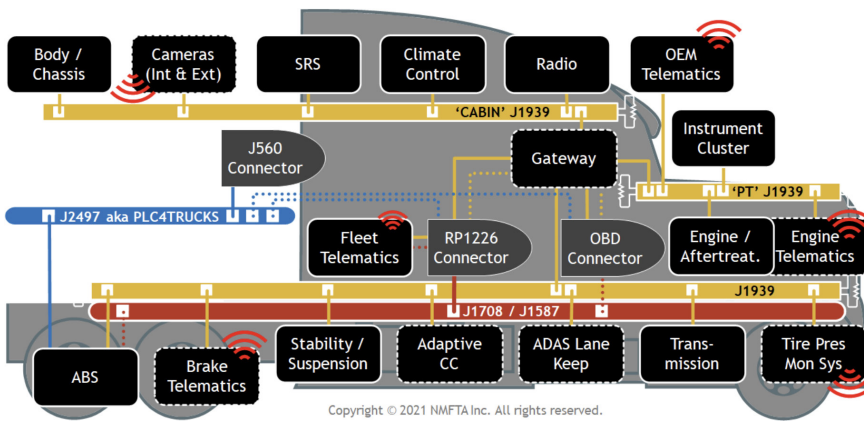 Body /
Chassis
Cameras
(Int & Ext)
SRS
Climate
Control
Radio
OEM
Telematics
'CABIN' J1939
Instrument
Cluster
J560
Connector
Gateway
'PT' J1939
J2497 aka PLC4TRUCKS
Fleet
Telematics
RP1226
Connector
OBD
Connector
Engine /
Aftertreat.
Engine
Telematics
J1939
J1708 / J1587
ABS
Brake
Telematics
Stability /
Suspension
Adaptive
CC
ADAS Lane
Keep
Trans-
mission
Tire Pres
Mon Sys
Copyright © 2021 NMFTA Inc. All rights reserved.